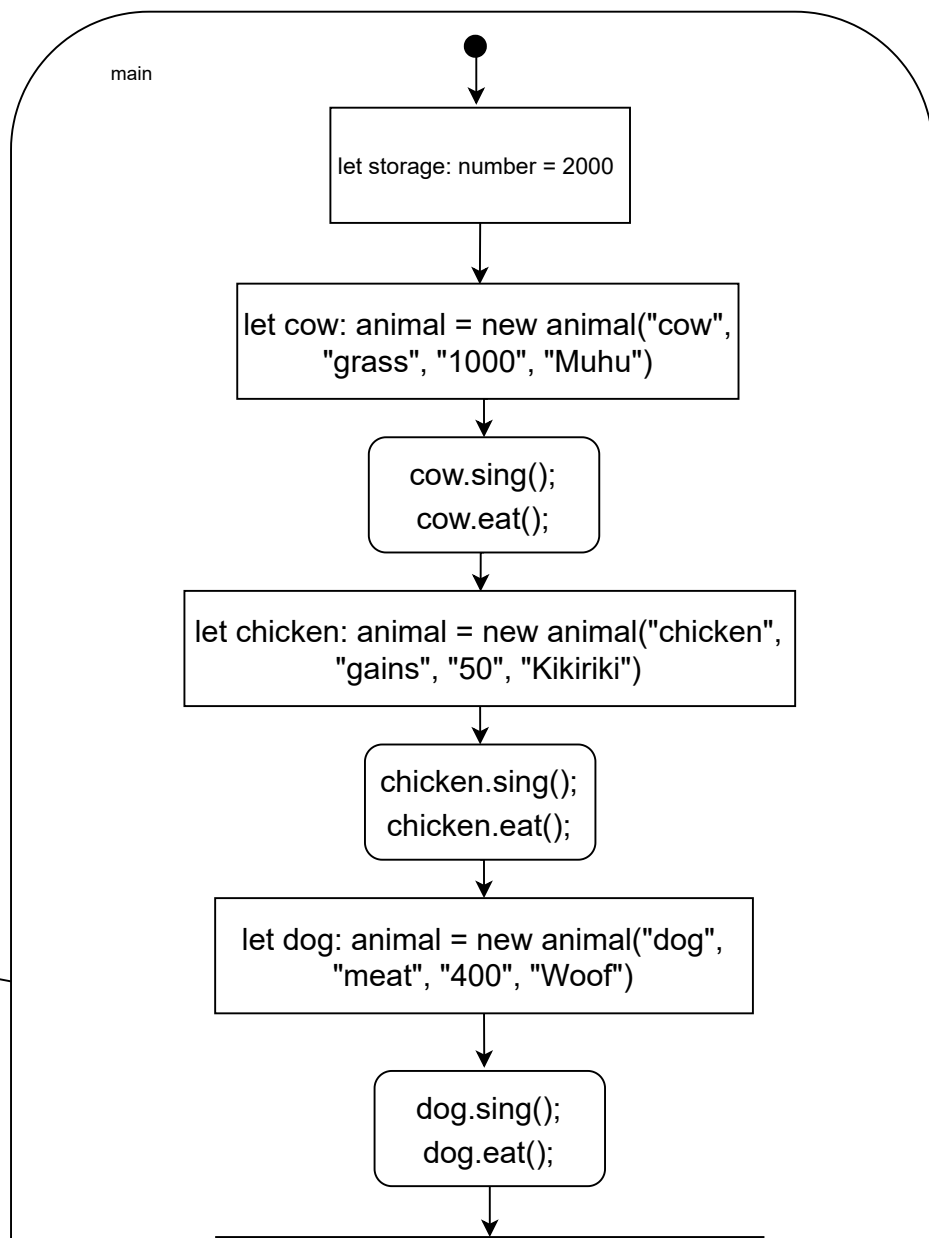 main
let storage: number = 2000
let cow: animal = new animal("cow",
"grass", "1000", "Muhu")
cow.sing();
cow.eat();
let chicken: animal = new animal("chicken",
"gains", "50", "Kikiriki")
chicken.sing();
chicken.eat();
let dog: animal = new animal("dog",
"meat", "400", "Woof")
dog.sing();
dog.eat();